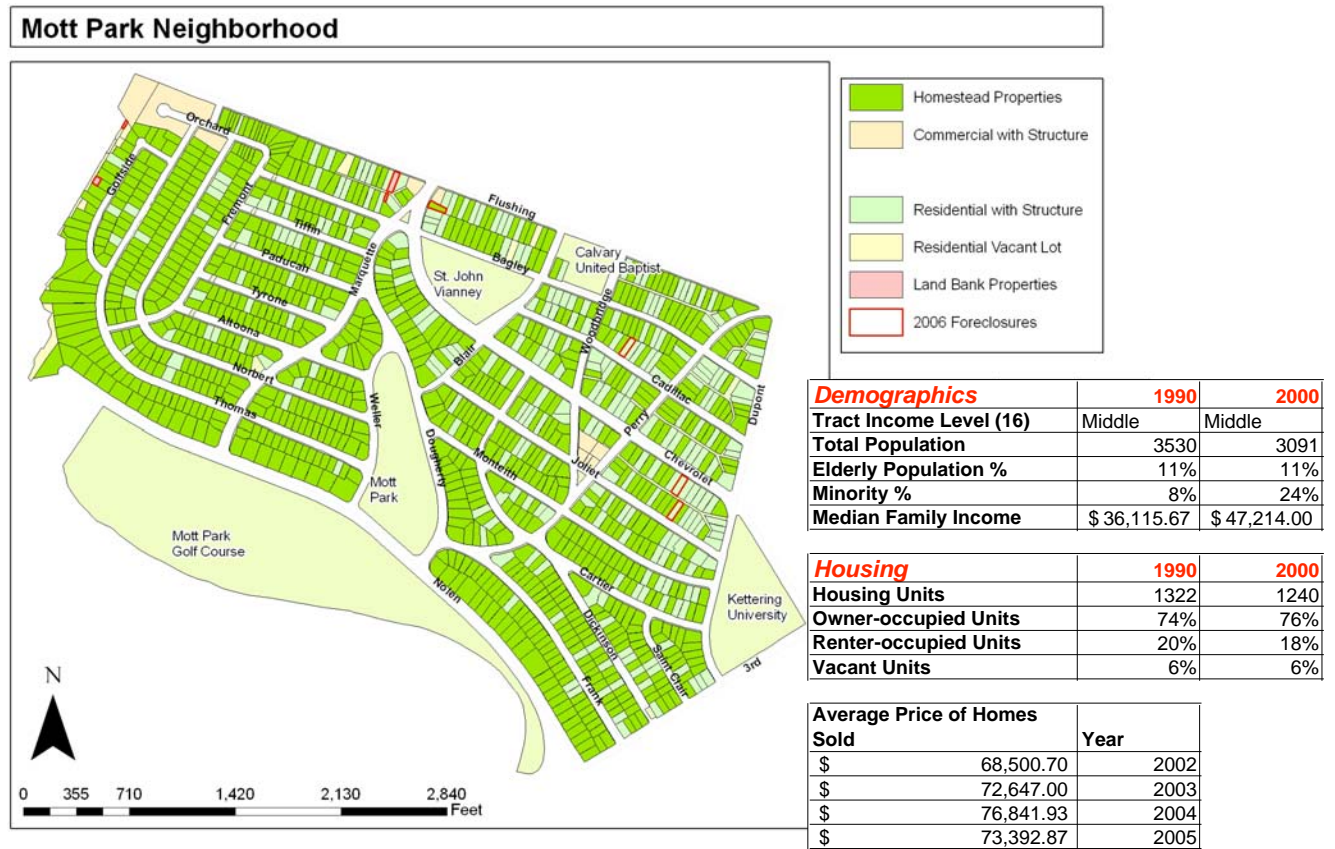 Mott Park Neighborhood
Orchard
Golfside
Fremont
Tiffin
Paducah
Tyrone
Altoona
Norbert
Thomas
Marquette
Flushing
Bagley
St. John
Vianney
Calvary
United Baptist
Woodbridge
Blair
Cadillac
Perry
Dupont
Weller
Dougherty
Monteith
Joliet
Chevrolet
Mott
Park
Mott Park
Golf Course
Nolen
Cartier
Dickinson
Saint Clair
Frank
Kettering
University
3rd
N
0 355 710 1,420 2,130 2,840
Feet
Homestead Properties
Commercial with Structure
Residential with Structure
Residential Vacant Lot
Land Bank Properties
2006 Foreclosures
Demographics 1990 2000
Tract Income Level (16) Middle Middle
Total Population 3530 3091
Elderly Population % 11% 11%
Minority % 8% 24%
Median Family Income $ 36,115.67 $ 47,214.00
Housing 1990 2000
Housing Units 1322 1240
Owner-occupied Units 74% 76%
Renter-occupied Units 20% 18%
Vacant Units 6% 6%
Average Price of Homes
Sold Year
$ 68,500.70 2002
$ 72,647.00 2003
$ 76,841.93 2004
$ 73,392.87 2005